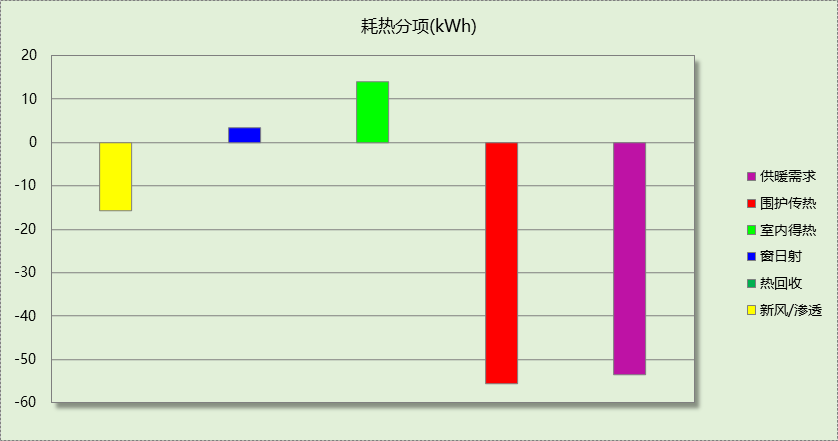 耗热分项(kWh)
20
10
0
-10
-20
-30
-40
-50
-60
供暖需求
围护传热
室内得热
窗日射
热回收
新风/渗透